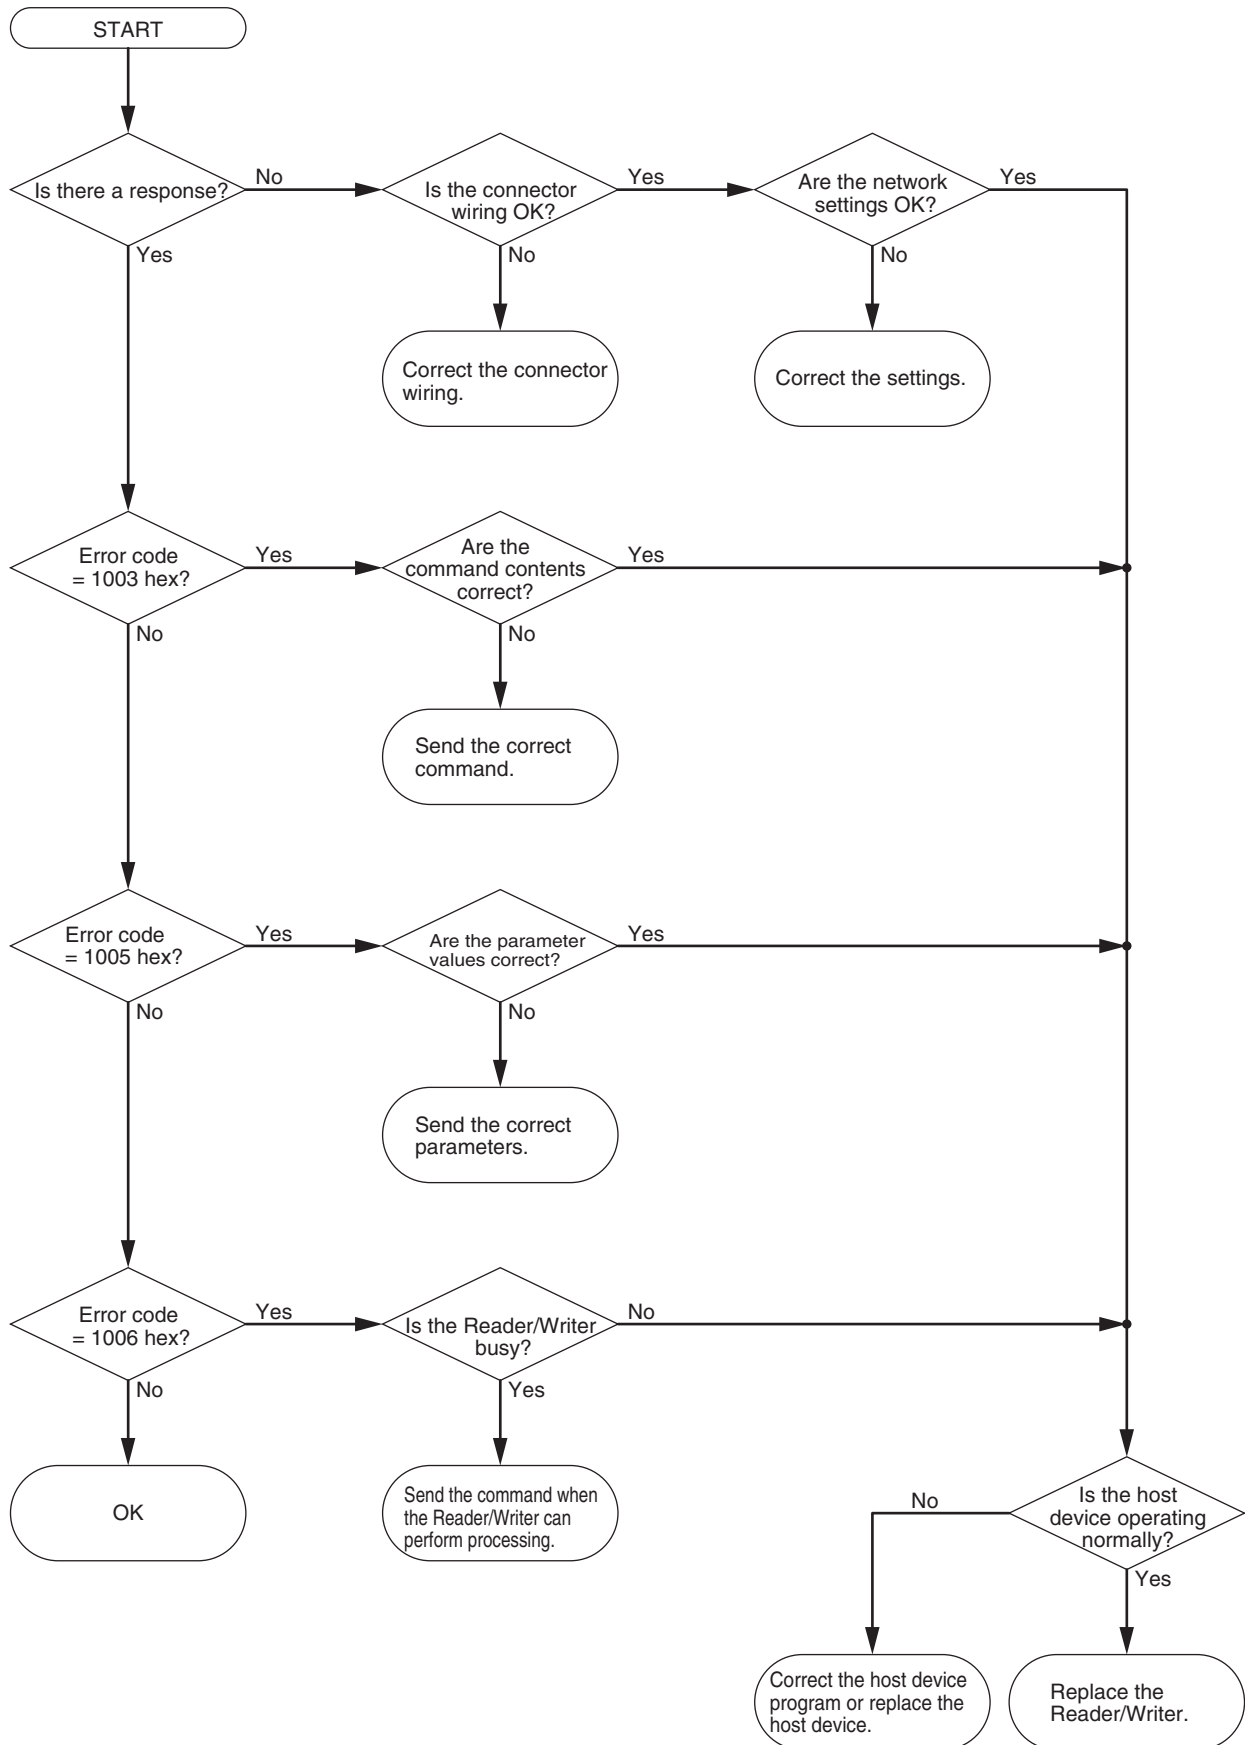 START
Is there a response?
No
Is the connector
wiring OK?
Yes
Are the network
settings OK?
Yes
Yes
No
No
Correct the connector
wiring.
Correct the settings.
Error code
= 1003 hex?
Yes
Are the
command contents
correct?
Yes
No
No
Send the correct
command.
Error code
= 1005 hex?
Yes
Are the parameter
values correct?
Yes
No
No
Send the correct
parameters.
Error code
= 1006 hex?
Yes
Is the Reader/Writer
busy?
No
No
Yes
OK
Send the command when
the Reader/Writer can
perform processing.
No
Is the host
device operating
normally?
Yes
Correct the host device
program or replace the
host device.
Replace the
Reader/Writer.